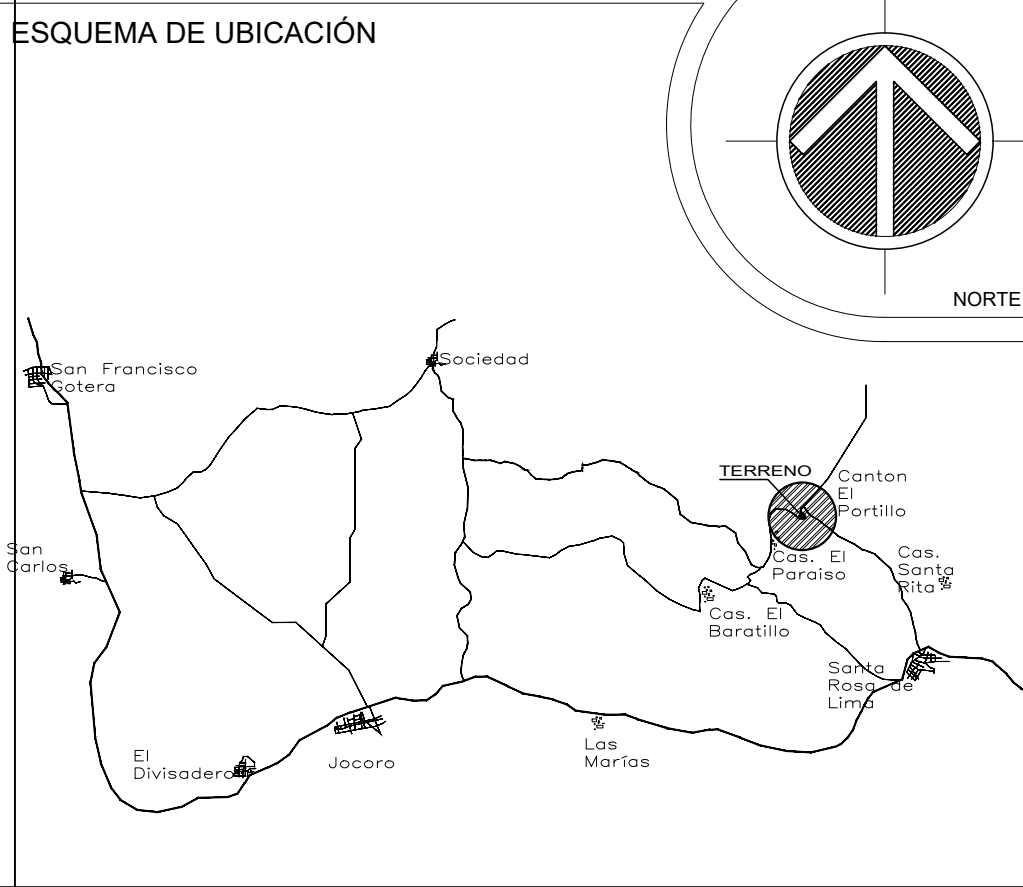 ESQUEMA DE UBICACIÓN
NORTE
San Francisco
Gotera
Sociedad
TERRENO
Canton
El
Portillo
San
Carlos
Cas. El
Paraiso
Cas.
Santa
Rita
Cas. El
Baratillo
Santa
Rosa de
Lima
El
Divisadero
Jocoro
Las
Marías